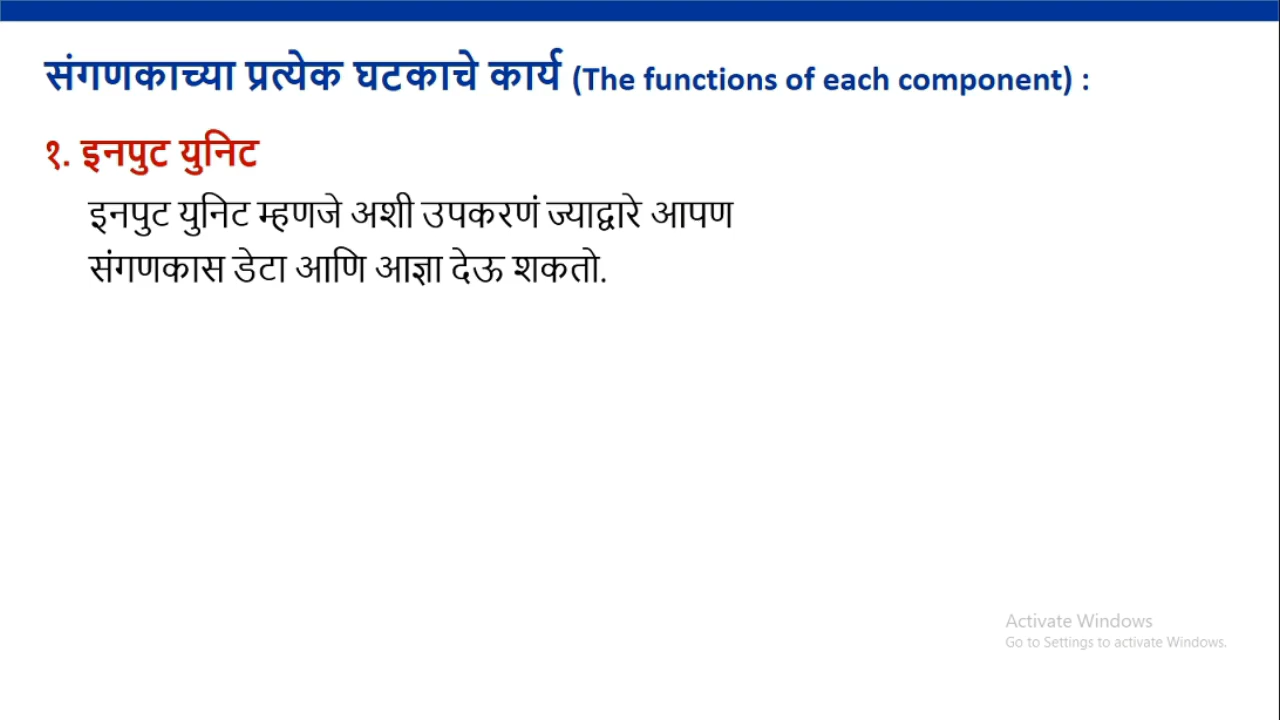 संगणकाच्या प्रत्येक घटकाचे कार्य (The functions of each component) :
१. इनपुट युनिट
इनपुट युनिट म्हणजे अशी उपकरणं ज्याद्वारे आपण
संगणकास डेटा आणि आज्ञा देऊ शकतो.
Activate Windows
Go to Settings to activate Windows.